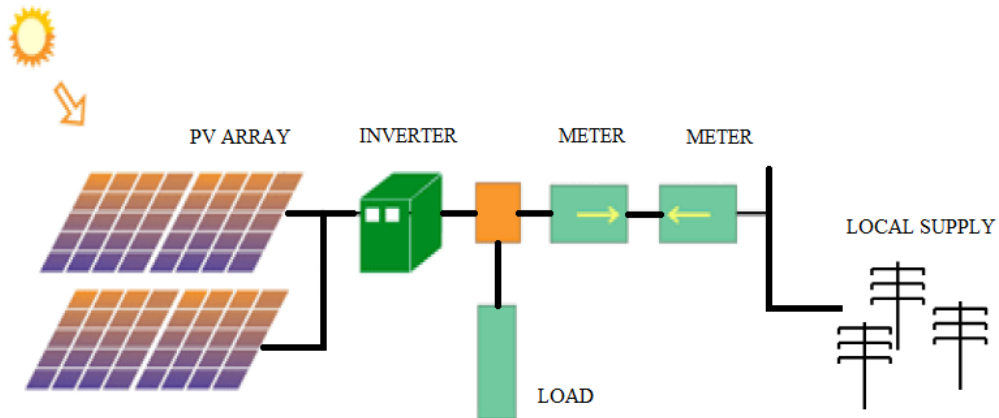 PV ARRAY
INVERTER
METER
METER
LOCAL SUPPLY
LOAD